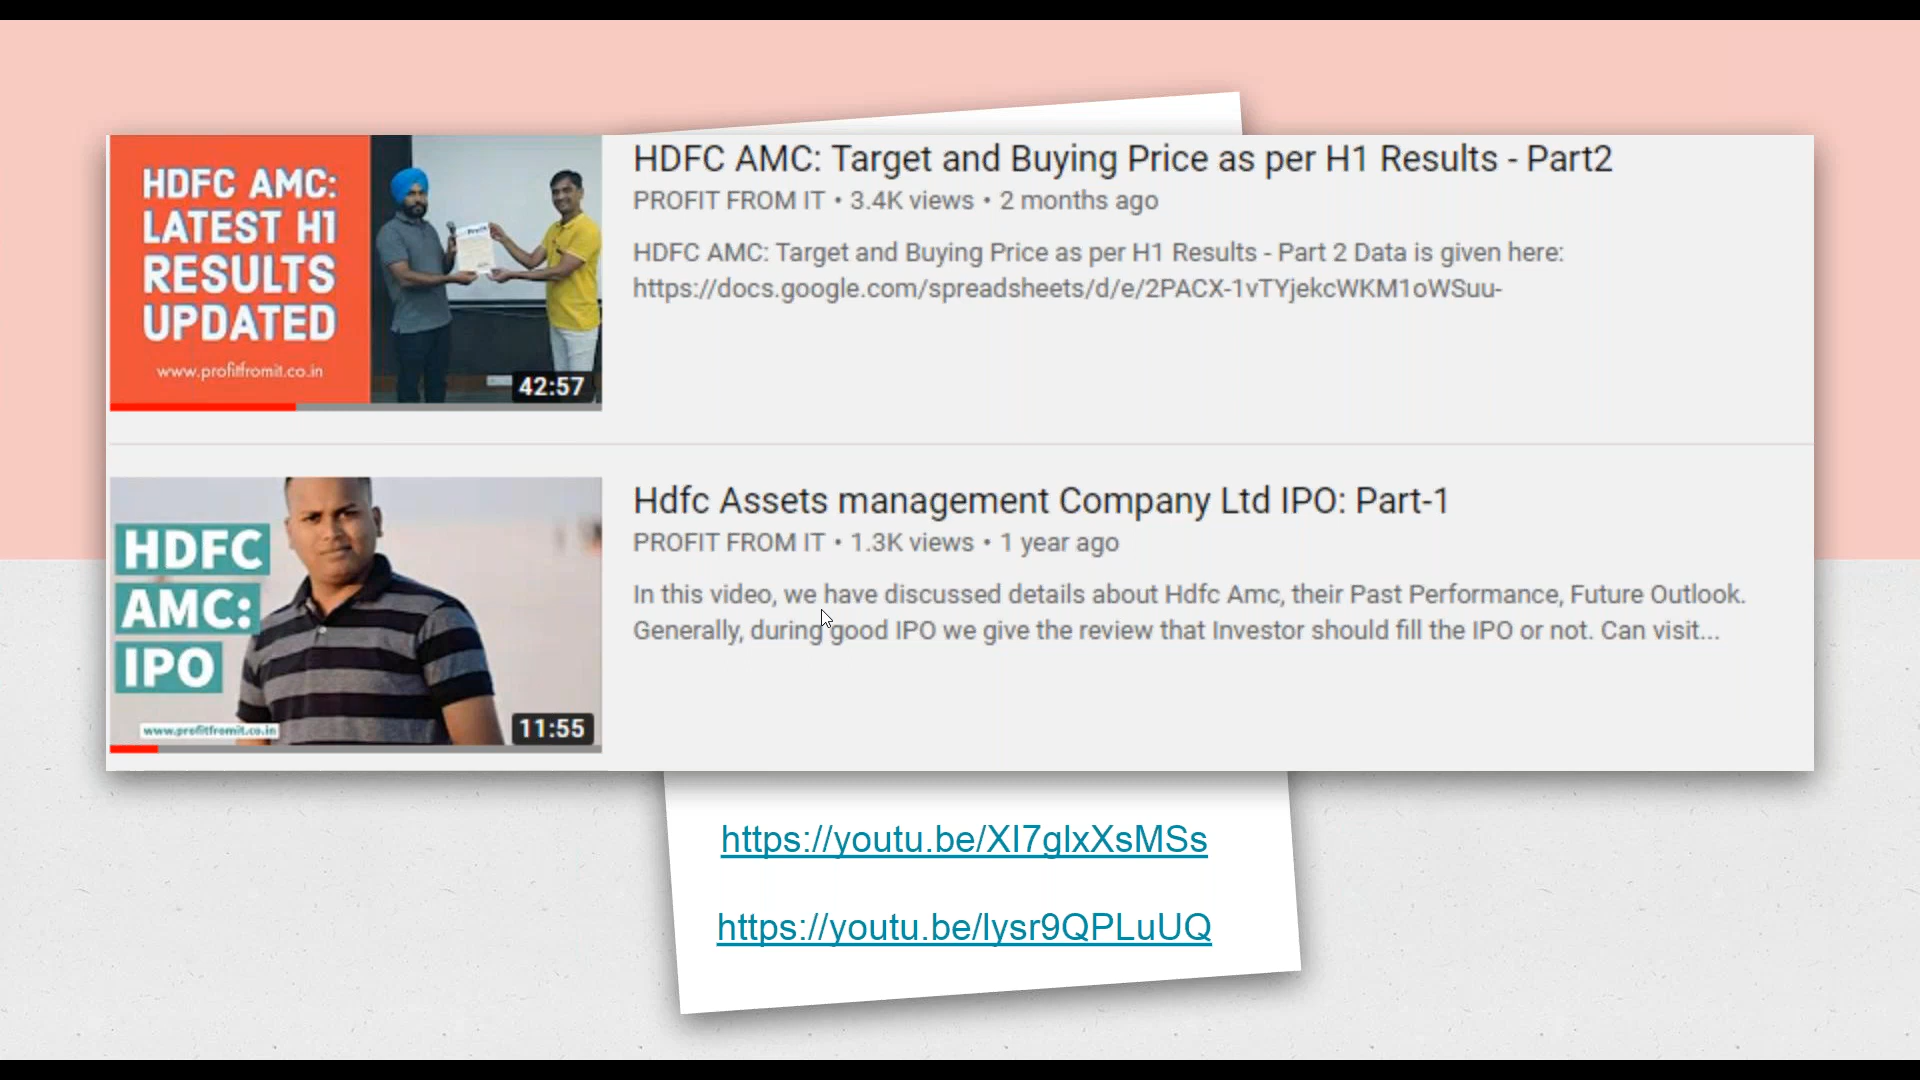 HDFC AMC:
LATEST H1
RESULTS
UPDATED
www.profitfromit.co.in
42:57
HDFC AMC: Target and Buying Price as per H1 Results - Part2
PROFIT FROM IT • 3.4K views • 2 months ago
HDFC AMC: Target and Buying Price as per H1 Results - Part 2 Data is given here:
https://docs.google.com/spreadsheets/d/e/2PACX-1vTYjekcWKM1oWSuu-
HDFC
AMC:
IPO
www.profitfromit.co.in
11:55
Hdfc Assets management Company Ltd IPO: Part-1
PROFIT FROM IT • 1.3K views • 1 year ago
In this video, we have discussed details about Hdfc Amc, their Past Performance, Future Outlook.
Generally, during good IPO we give the review that Investor should fill the IPO or not. Can visit...
https://youtu.be/XI7gIxXsMSs
https://youtu.be/lysr9QPLuUQ